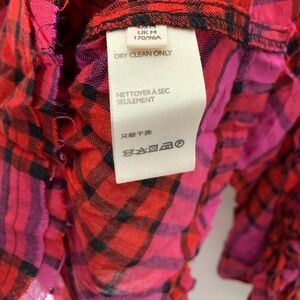 UK M
170/96A
DRY CLEAN ONLY
NETTOYER À SEC
SEULEMENT
只能干洗